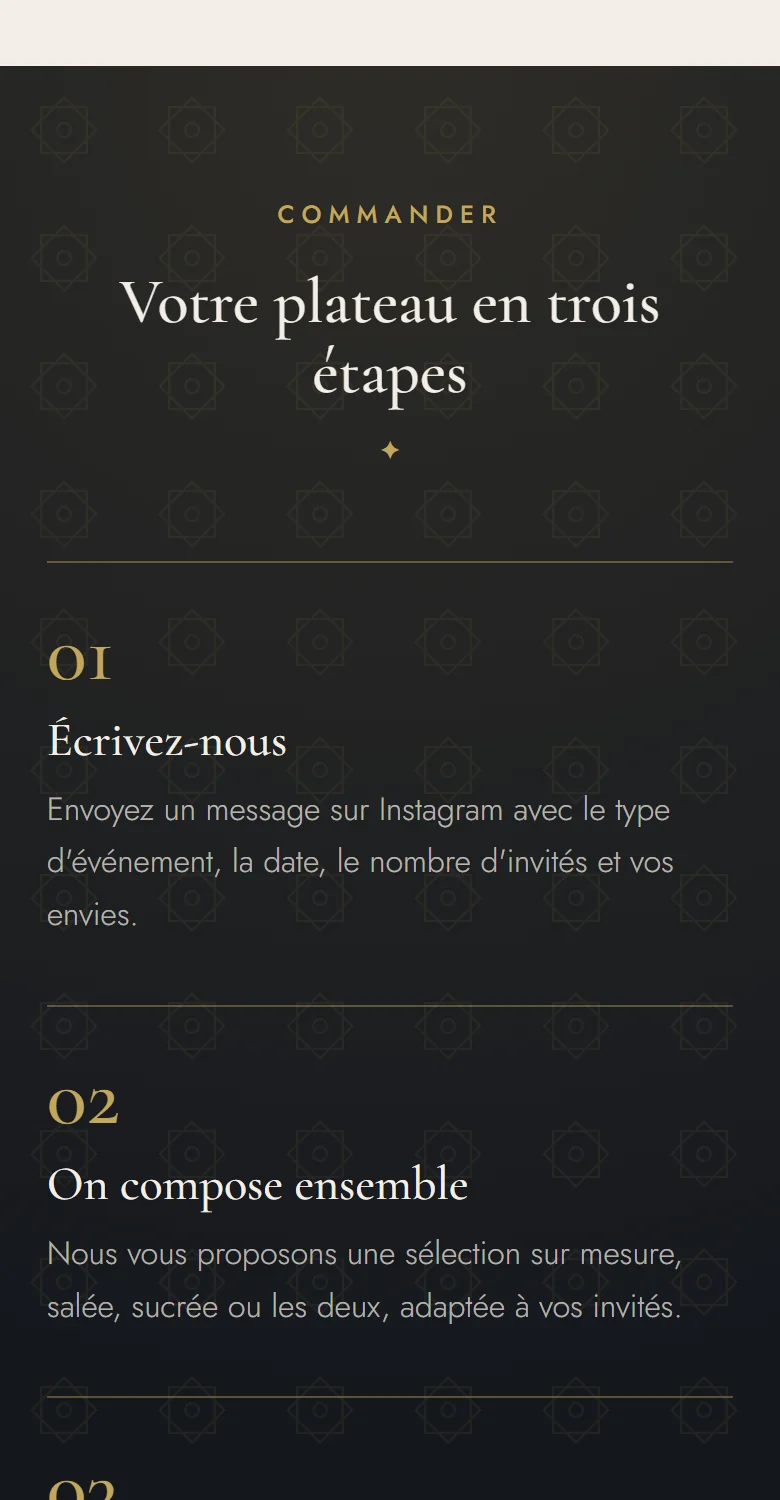 COMMANDER
Votre plateau en trois
étapes
01
Écrivez-nous
Envoyez un message sur Instagram avec le type
d'événement, la date, le nombre d'invités et vos
envies.
02
On compose ensemble
Nous vous proposons une sélection sur mesure,
salée, sucrée ou les deux, adaptée à vos invités.